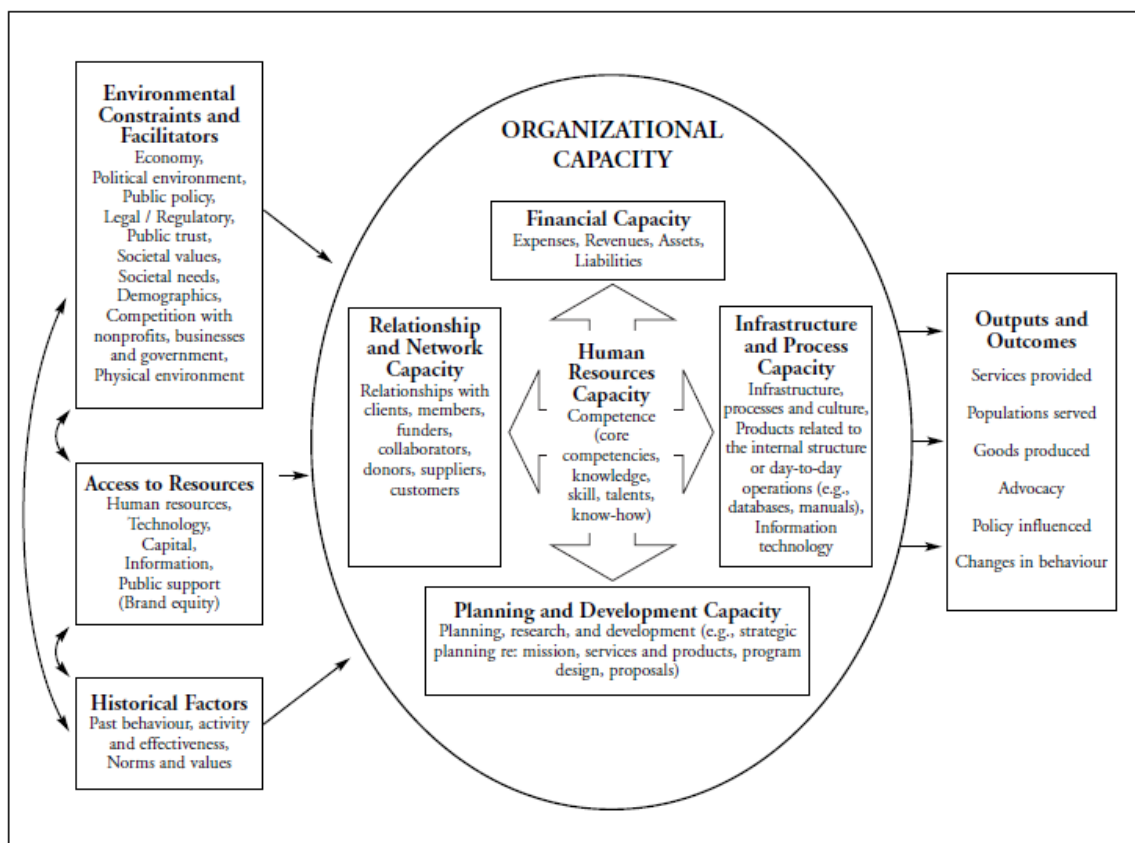 Environmental
Constraints and
Facilitators
Economy,
Political environment,
Public policy,
Legal / Regulatory,
Public trust,
Societal values,
Societal needs,
Demographics,
Competition with
nonprofits, businesses
and government,
Physical environment
Access to Resources
Human resources,
Technology,
Capital,
Information,
Public support
(Brand equity)
Historical Factors
Past behaviour, activity
and effectiveness,
Norms and values
ORGANIZATIONAL
CAPACITY
Financial Capacity
Expenses, Revenues, Assets,
Liabilities
Relationship
and Network
Capacity
Relationships with
clients, members,
funders,
collaborators,
donors, suppliers,
customers
Human
Resources
Capacity
Competence
(core
competencies,
knowledge,
skill, talents,
know-how)
Infrastructure
and Process
Capacity
Infrastructure,
processes and culture,
Products related to
the internal structure
or day-to-day
operations (e.g.,
databases, manuals),
Information
technology
Planning and Development Capacity
Planning, research, and development (e.g., strategic
planning re: mission, services and products, program
design, proposals)
Outputs and
Outcomes
Services provided
Populations served
Goods produced
Advocacy
Policy influenced
Changes in behaviour